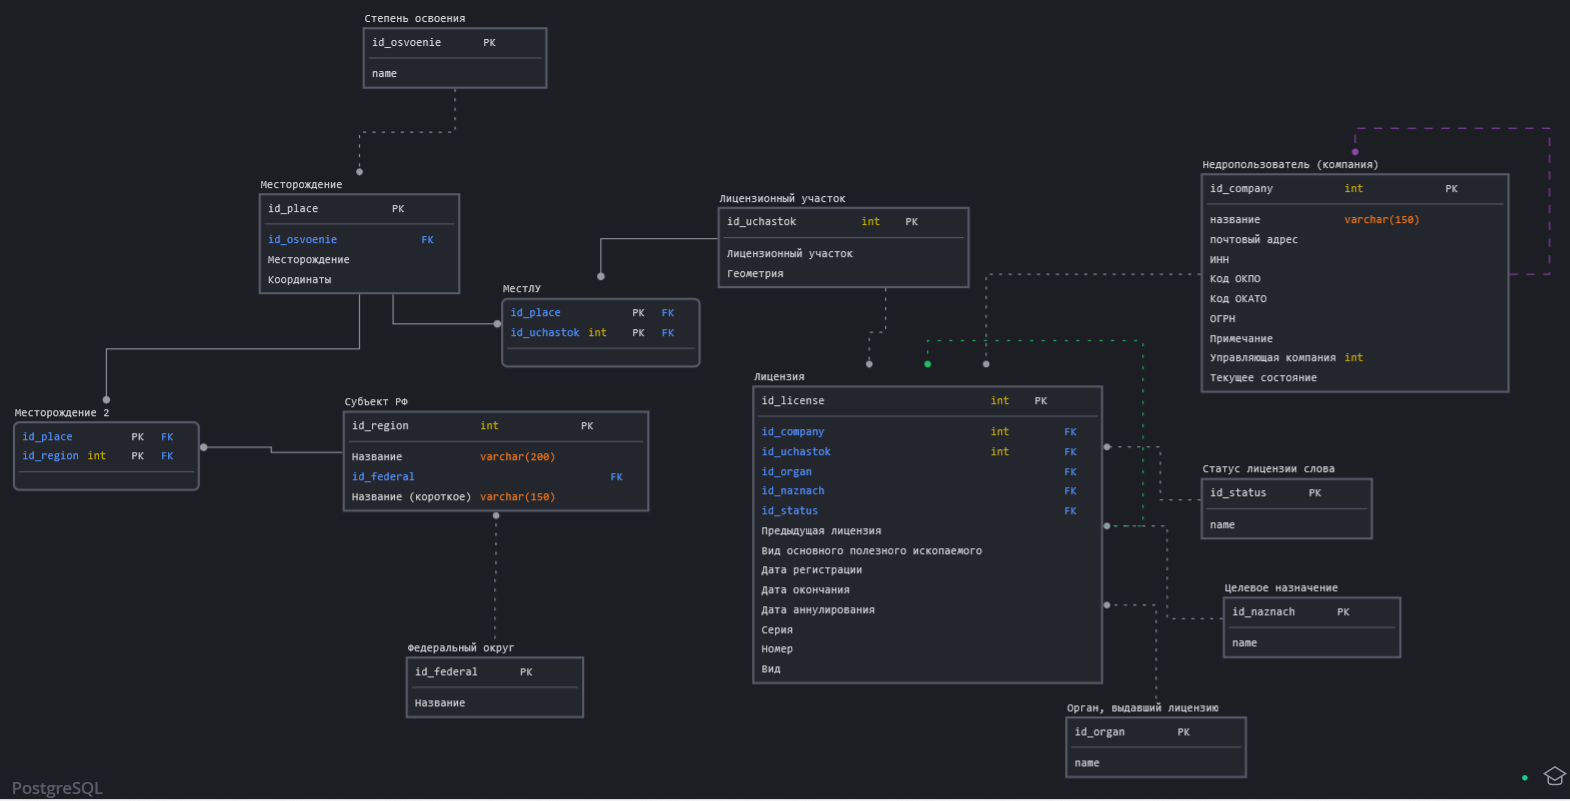 Степень освоения
id_osvoenie PK
name
Месторождение
id_place PK
id_osvoenie FK
Месторождение
Координаты
МестЛУ
id_place PK FK
id_uchastok int PK FK
Лицензионный участок
id_uchastok int PK
Лицензионный участок
Геометрия
Недропользователь (компания)
id_company int PK
название varchar(150)
почтовый адрес
ИНН
Код ОКПО
Код ОКАТО
ОГРН
Примечание
Управляющая компания int
Текущее состояние
Месторождение 2
id_place PK FK
id_region int PK FK
Субъект РФ
id_region int PK
Название varchar(200)
id_federal FK
Название (короткое) varchar(150)
Федеральный округ
id_federal PK
Название
Лицензия
id_license int PK
id_company int FK
id_uchastok int FK
id_organ FK
id_naznach FK
id_status FK
Предыдущая лицензия
Вид основного полезного ископаемого
Дата регистрации
Дата окончания
Дата аннулирования
Серия
Номер
Вид
Статус лицензии слова
id_status PK
name
Целевое назначение
id_naznach PK
name
Орган, выдавший лицензию
id_organ PK
name
PostgreSQL